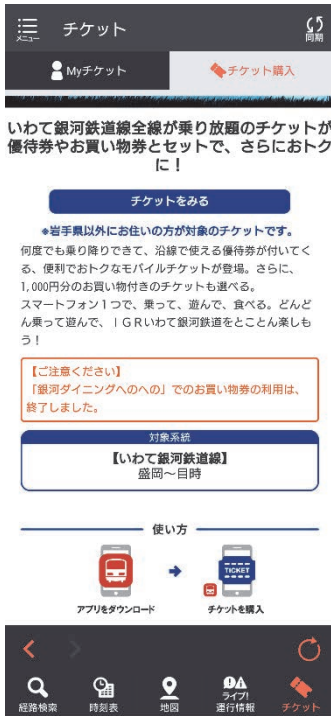 メニュー
チケット
同期
Myチケット
チケット購入
いわて銀河鉄道線全線が乗り放題のチケットが
優待券やお買い物券とセットで、さらにおトク
に！
チケットをみる
※岩手県以外にお住いの方が対象のチケットです。
何度でも乗り降りできて、沿線で使える優待券が付いてく
る、便利でおトクなモバイルチケットが登場。さらに、
1,000円分のお買い物付きのチケットも選べる。
スマートフォン1つで、乗って、遊んで、食べる。どんど
ん乗って遊んで、IGRいわて銀河鉄道をとことん楽しも
う！
【ご注意ください】
「銀河ダイニングへのへの」でのお買い物券の利用は、
終了しました。
対象系統
【いわて銀河鉄道線】
盛岡～目時
使い方
TICKET
アプリをダウンロード
チケットを購入
経路検索
時刻表
地図
ライブ!
運行情報
チケット